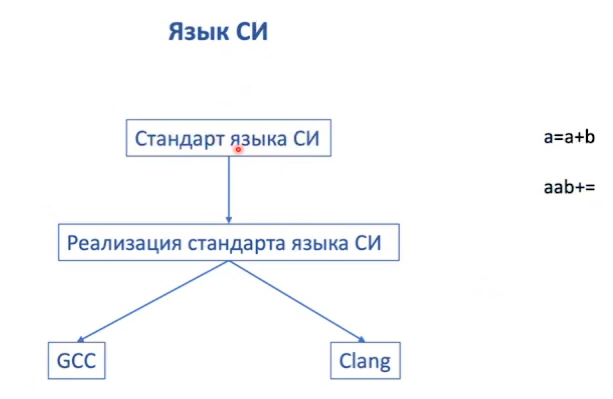 Язык СИ
Стандарт языка СИ
a=a+b
aab+=
Реализация стандарта языка СИ
GCC
Clang